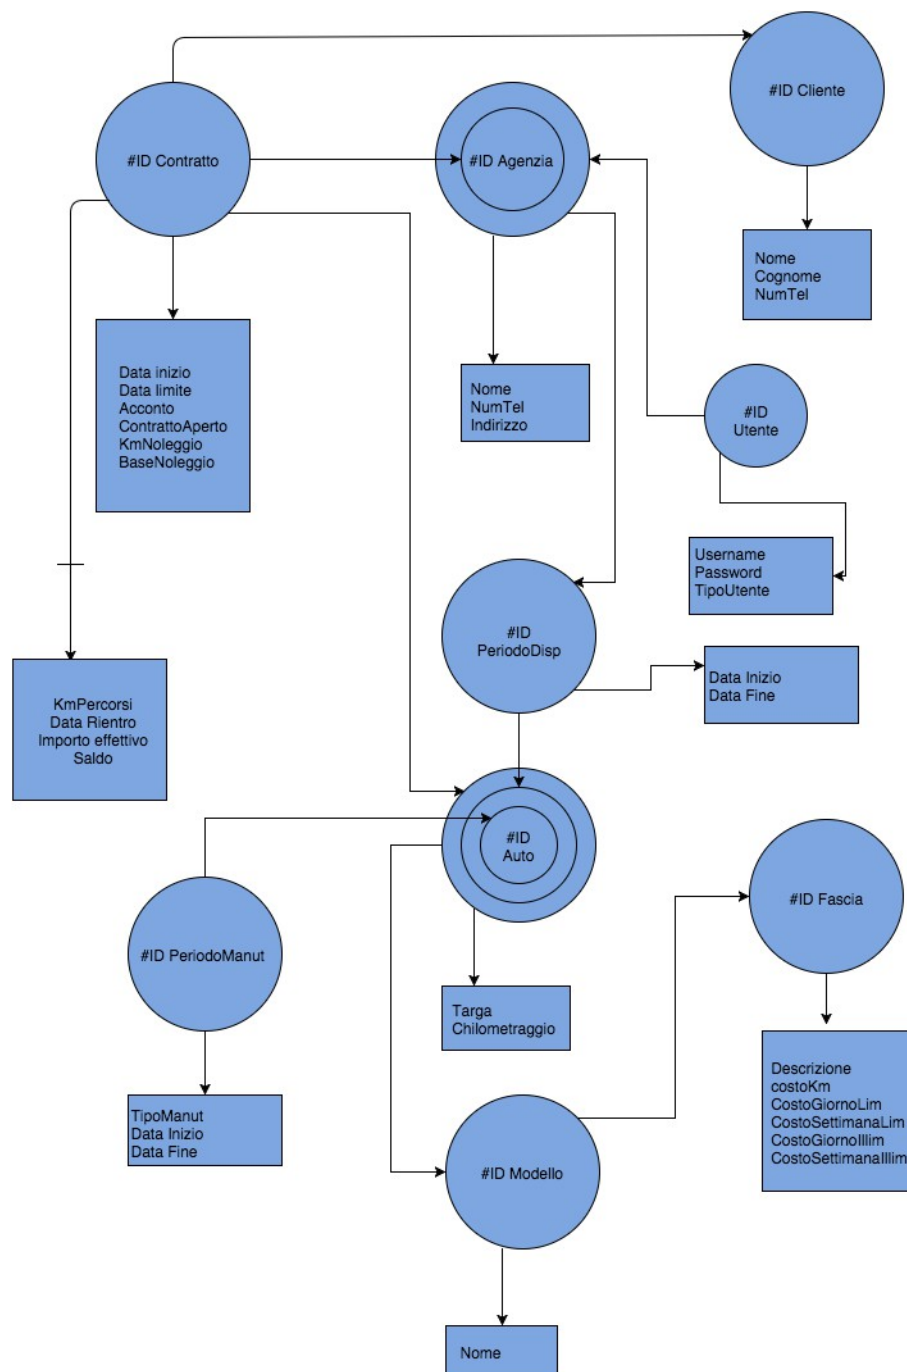 #ID Cliente
#ID Contratto
#ID Agenzia
Nome
Cognome
NumTel
Data inizio
Data limite
Acconto
ContrattoAperto
KmNoleggio
BaseNoleggio
Nome
NumTel
Indirizzo
#ID
Utente
Username
Password
TipoUtente
#ID
PeriodoDisp
Data Inizio
Data Fine
KmPercorsi
Data Rientro
Importo effettivo
Saldo
#ID
Auto
#ID Fascia
#ID PeriodoManut
Targa
Chilometraggio
Descrizione
costoKm
CostoGiornoLim
CostoSettimanaLim
CostoGiornoIllim
CostoSettimanaIllim
TipoManut
Data Inizio
Data Fine
#ID Modello
Nome